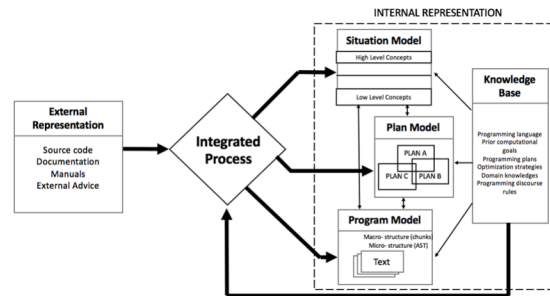 INTERNAL REPRESENTATION
Situation Model
High Level Concepts
Low Level Concepts
Knowledge
Base
Programming language
Prior computational
goals
Programming plans
Optimization strategies
Domain knowledges
Programming discourse
rules
External
Representation
Source code
Documentation
Manuals
External Advice
Integrated
Process
Plan Model
PLAN A
PLAN C
PLAN B
Program Model
Macro- structure (chunks)
Micro- structure (AST)
Text